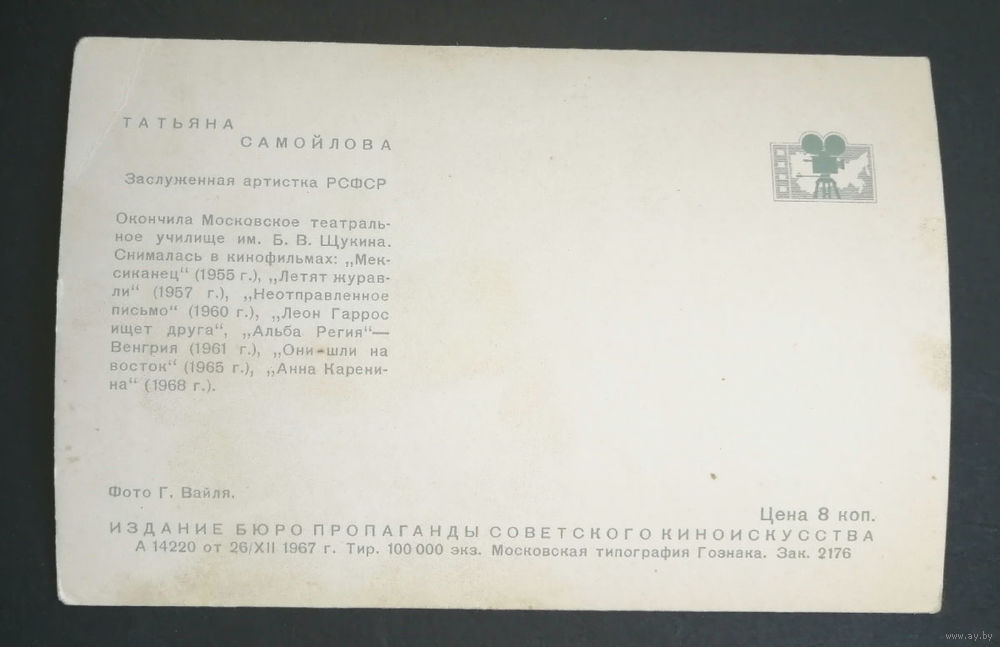 ТАТЬЯНА
САМОЙЛОВА
Заслуженная артистка РСФСР
Окончила Московское театраль-
ное училище им. Б. В. Щукина.
Снималась в кинофильмах: „Мек-
сиканец“ (1955 г.), „Летят журав-
ли“ (1957 г.), „Неотправленное
письмо“ (1960 г.), „Леон Гаррос
ищет друга“, „Альба Регия“—
Венгрия (1961 г.), „Они шли на
восток“ (1965 г.), „Анна Карени-
на“ (1968 г.).
Фото Г. Вайля.
Цена 8 коп.
ИЗДАНИЕ БЮРО ПРОПАГАНДЫ СОВЕТСКОГО КИНОИСКУССТВА
А 14220 от 26/XII 1967 г. Тир. 100 000 экз. Московская типография Гознака. Зак. 2176
www.ay.by